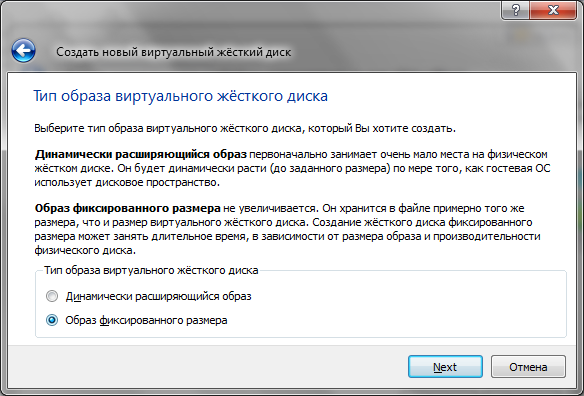 Создать новый виртуальный жёсткий диск
Тип образа виртуального жёсткого диска
Выберите тип образа виртуального жёсткого диска, который Вы хотите создать.
Динамически расширяющийся образ первоначально занимает очень мало места на физическом
жёстком диске. Он будет динамически расти (до заданного размера) по мере того, как гостевая ОС
использует дисковое пространство.
Образ фиксированного размера не увеличивается. Он хранится в файле примерно того же
размера, что и размер виртуального жёсткого диска. Создание жёсткого диска фиксированного
размера может занять длительное время, в зависимости от размера образа и производительности
физического диска.
Тип образа виртуального жёсткого диска
Динамически расширяющийся образ
Образ фиксированного размера
Next
Отмена